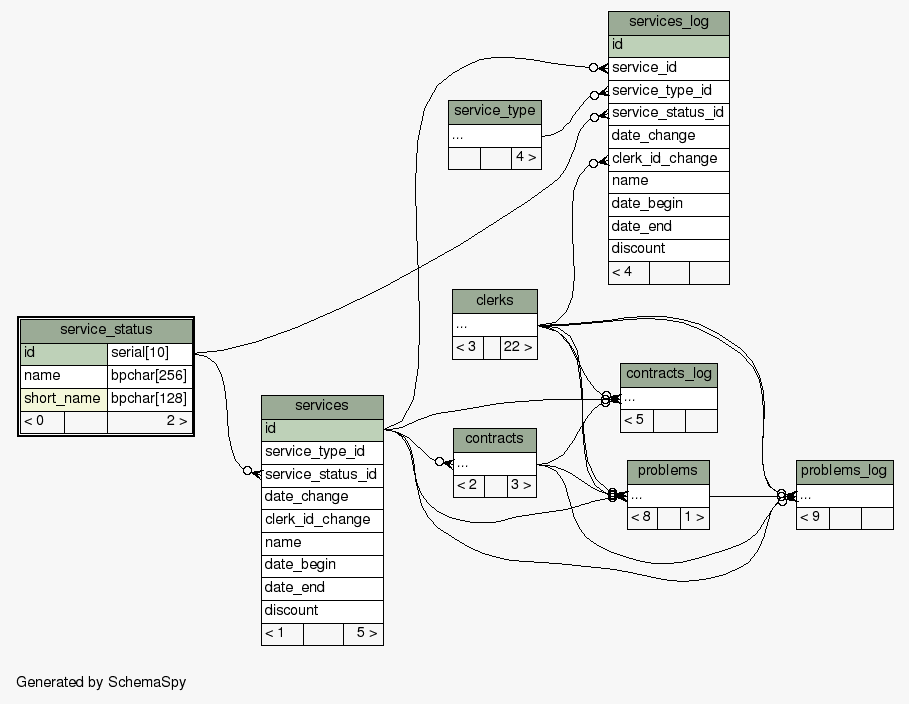 services_log
id
service_id
service_type_id
service_status_id
date_change
clerk_id_change
name
date_begin
date_end
discount
< 4
service_type
...
4 >
clerks
...
< 3 22 >
service_status
id serial[10]
name bpchar[256]
short_name bpchar[128]
< 0 2 >
contracts_log
...
< 5
services
id
service_type_id
service_status_id
date_change
clerk_id_change
name
date_begin
date_end
discount
< 1 5 >
contracts
...
< 2 3 >
problems
...
< 8 1 >
problems_log
...
< 9
Generated by SchemaSpy